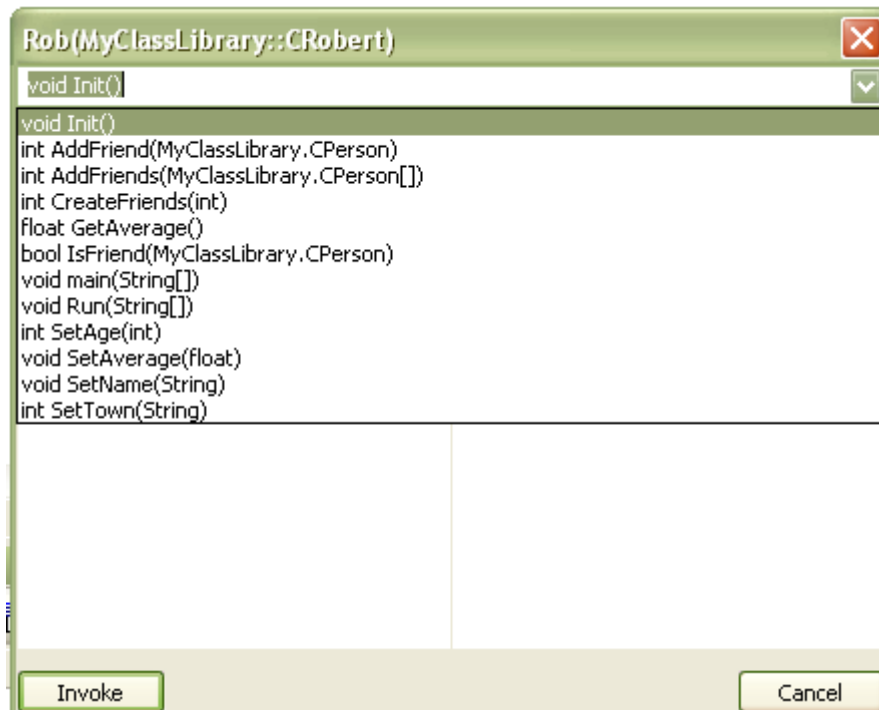 Rob(MyClassLibrary::CRobert)
void Init()
void Init()
int AddFriend(MyClassLibrary.CPerson)
int AddFriends(MyClassLibrary.CPerson[])
int CreateFriends(int)
float GetAverage()
bool IsFriend(MyClassLibrary.CPerson)
void main(String[])
void Run(String[])
int SetAge(int)
void SetAverage(float)
void SetName(String)
int SetTown(String)
Invoke
Cancel